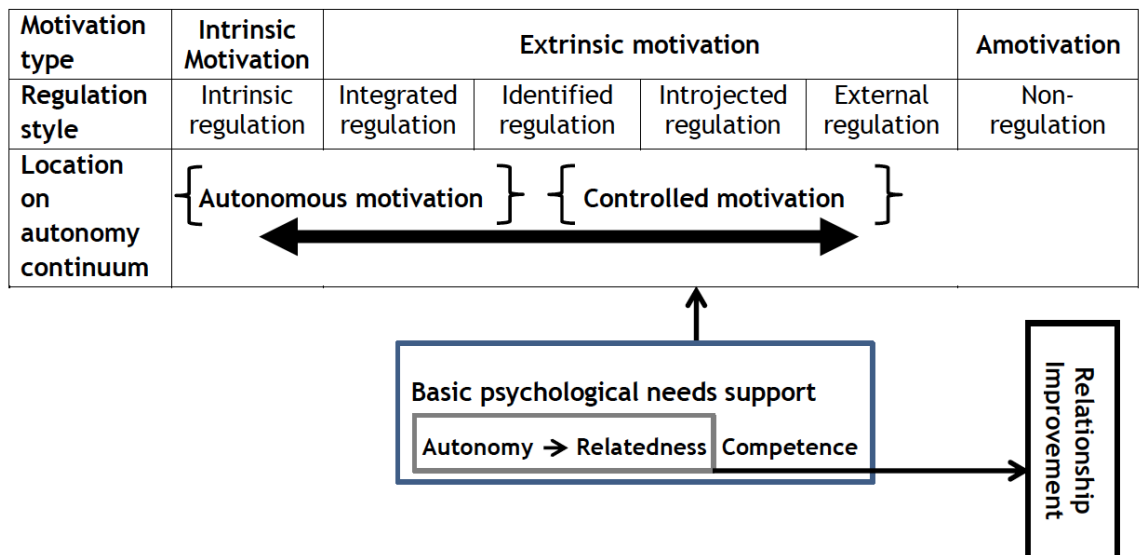 Motivation type
Intrinsic Motivation
Extrinsic motivation
Amotivation
Regulation style
Intrinsic regulation
Integrated regulation
Identified regulation
Introjected regulation
External regulation
Non-regulation
Location on autonomy continuum
Autonomous motivation
Controlled motivation
Basic psychological needs support
Autonomy → Relatedness Competence
Relationship Improvement